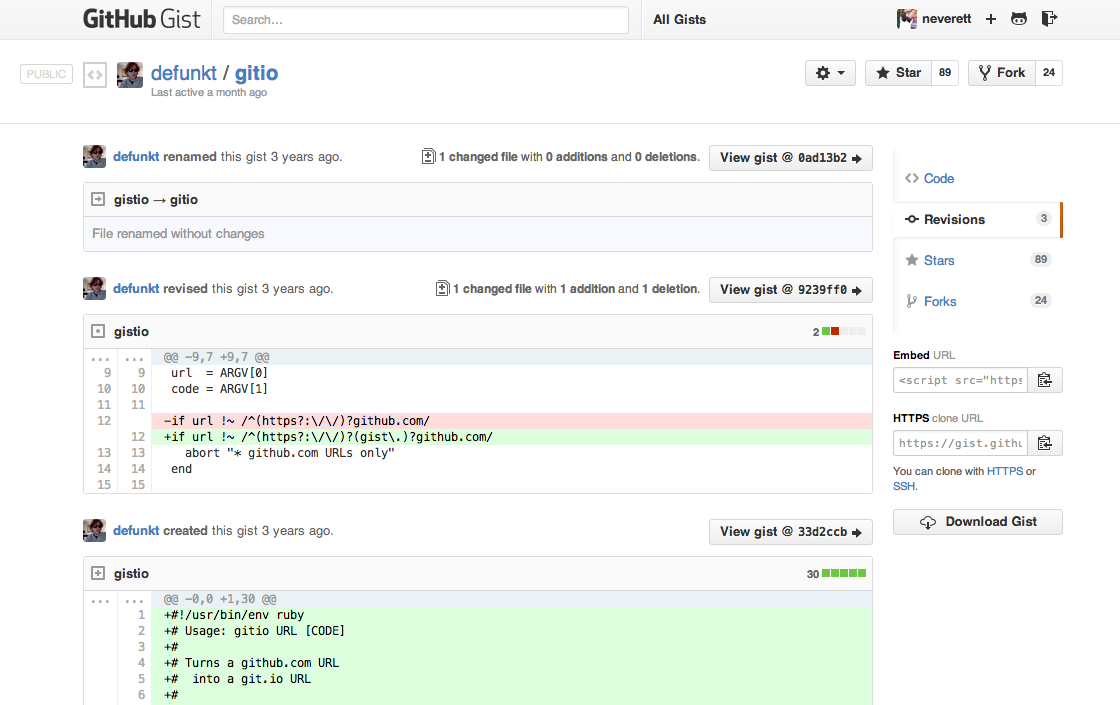 GitHub Gist
Search...
All Gists
neverett
PUBLIC
defunkt / gitio
Last active a month ago
Star 89
Fork 24
defunkt renamed this gist 3 years ago.
1 changed file with 0 additions and 0 deletions.
View gist @ 0ad13b2
gistio → gitio
File renamed without changes
defunkt revised this gist 3 years ago.
1 changed file with 1 addition and 1 deletion.
View gist @ 9239ff0
gistio
2
... ... @@ -9,7 +9,7 @@
9 9 url  = ARGV[0]
10 10 code = ARGV[1]
11 11
12 -if url !~ /^(https?:\/\/)?github.com/
12 +if url !~ /^(https?:\/\/)?(gist\.)?github.com/
13 13 abort "* github.com URLs only"
14 14 end
15 15
defunkt created this gist 3 years ago.
View gist @ 33d2ccb
gistio
30
... ... @@ -0,0 +1,30 @@
1 +#!/usr/bin/env ruby
2 +# Usage: gitio URL [CODE]
3 +#
4 +# Turns a github.com URL
5 +#  into a git.io URL
6 +#
Code
Revisions 3
Stars 89
Forks 24
Embed URL
<script src="https
HTTPS clone URL
https://gist.githu
You can clone with HTTPS or
SSH.
Download Gist